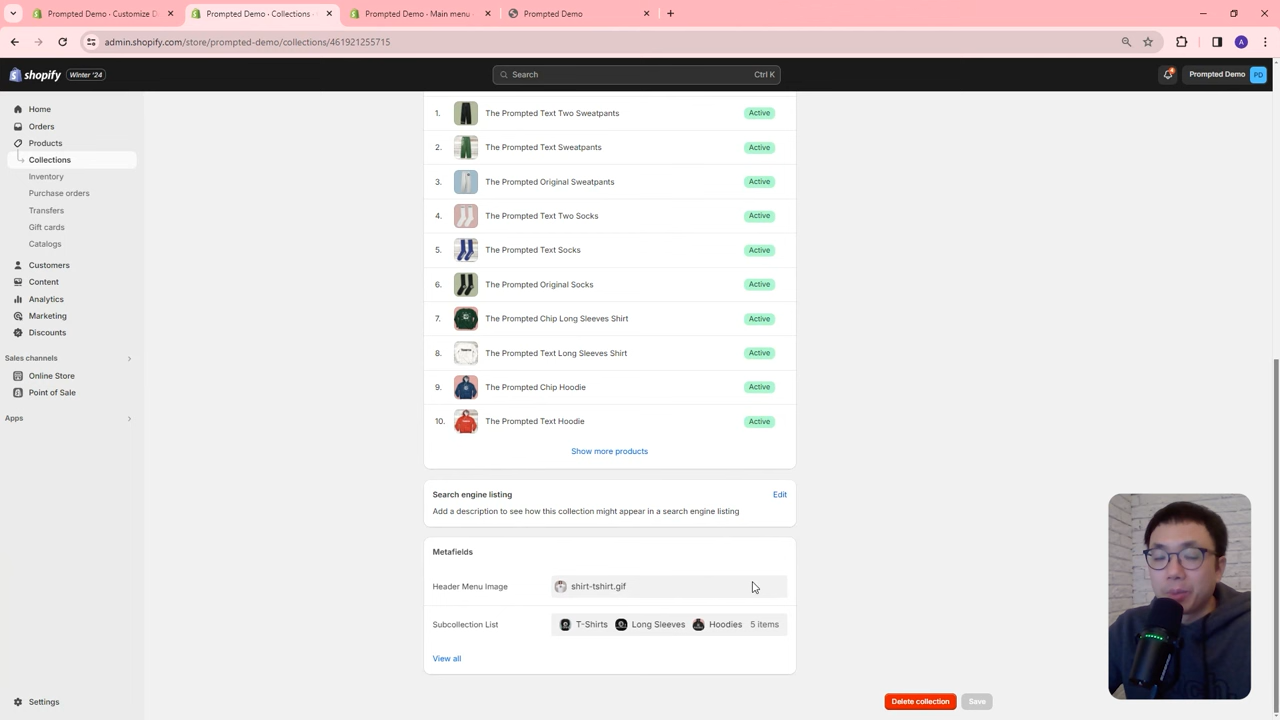 Prompted Demo · Customize D
Prompted Demo · Collections ·
Prompted Demo · Main menu ·
Prompted Demo
admin.shopify.com/store/prompted-demo/collections/461921255715
A
shopify
Winter '24
Search
Ctrl K
Prompted Demo
PD
Home
Orders
Products
Collections
Inventory
Purchase orders
Transfers
Gift cards
Catalogs
Customers
Content
Analytics
Marketing
Discounts
Sales channels
Online Store
Point of Sale
Apps
Settings
1. The Prompted Text Two Sweatpants Active
2. The Prompted Text Sweatpants Active
3. The Prompted Original Sweatpants Active
4. The Prompted Text Two Socks Active
5. The Prompted Text Socks Active
6. The Prompted Original Socks Active
7. The Prompted Chip Long Sleeves Shirt Active
8. The Prompted Text Long Sleeves Shirt Active
9. The Prompted Chip Hoodie Active
10. The Prompted Text Hoodie Active
Show more products
Search engine listing Edit
Add a description to see how this collection might appear in a search engine listing
Metafields
Header Menu Image shirt-tshirt.gif
Subcollection List T-Shirts Long Sleeves Hoodies 5 items
View all
Delete collection Save